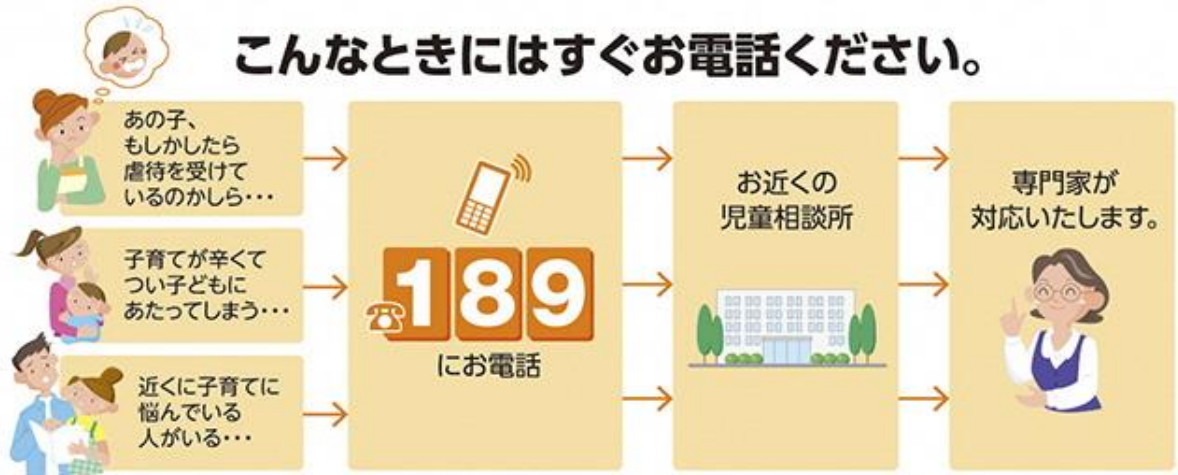 こんなときにはすぐお電話ください。
あの子、
もしかしたら
虐待を受けて
いるのかしら・・・
子育てが辛くて
つい子どもに
あたってしまう・・・
近くに子育てに
悩んでいる
人がいる・・・
189
にお電話
お近くの
児童相談所
専門家が
対応いたします。